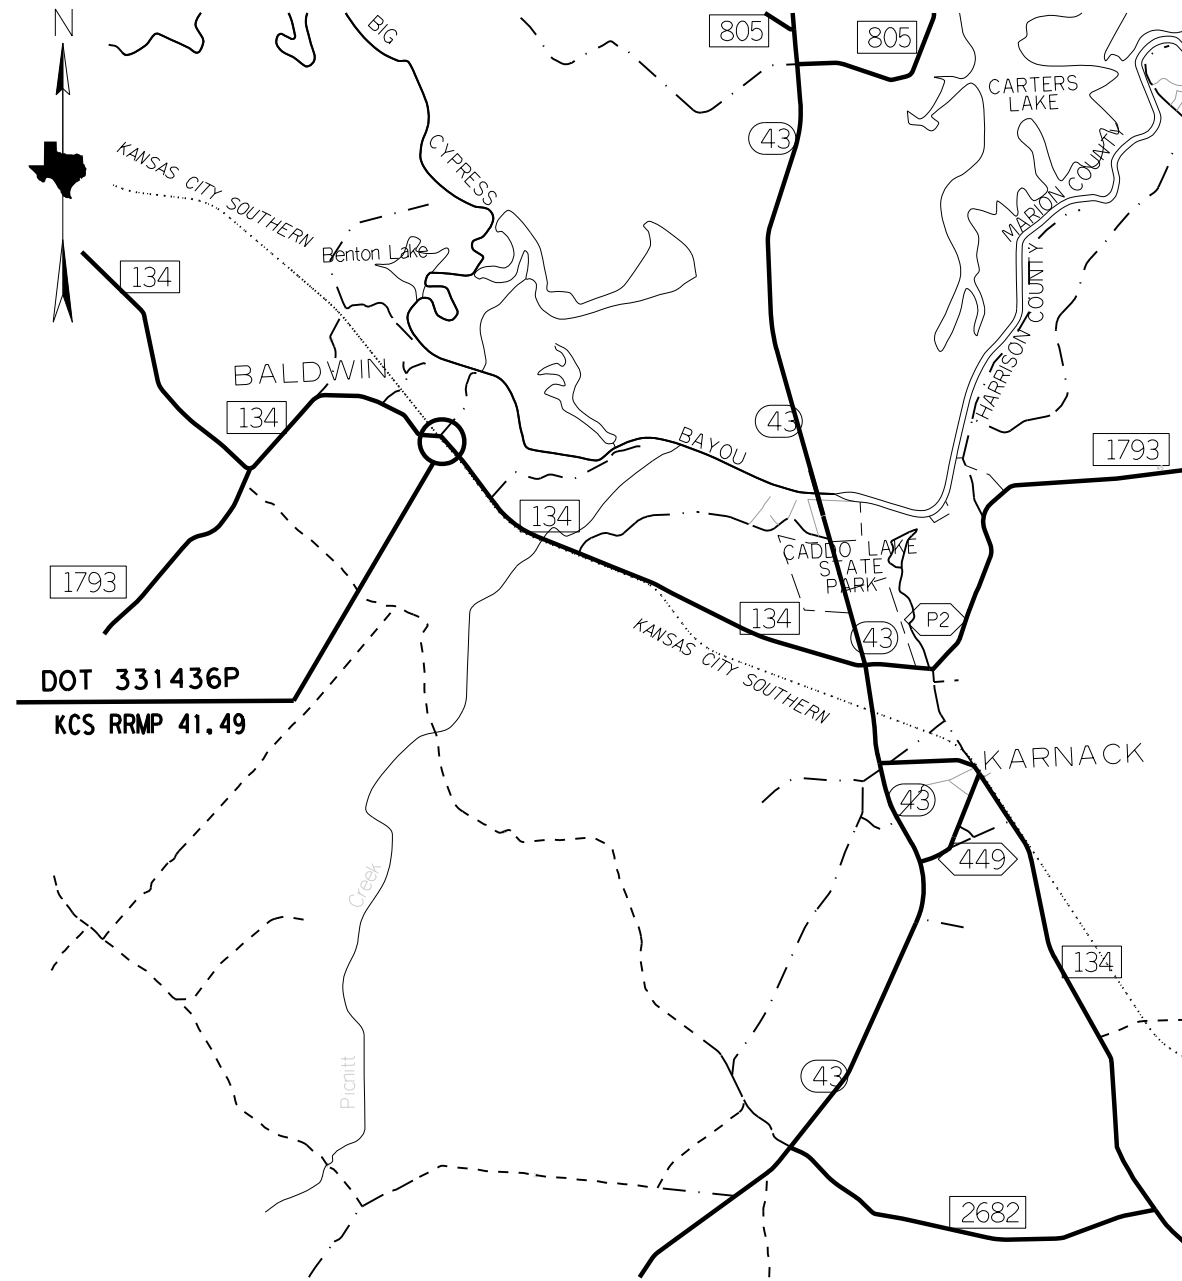 N
BIG
805
805
CARTERS
LAKE
43
KANSAS CITY SOUTHERN
CYPRESS
MARION COUNTY
Benton Lake
134
HARRISON COUNTY
BALDWIN
134
43
BAYOU
1793
134
CADDO LAKE
STATE
PARK
1793
134
P2
43
KANSAS CITY SOUTHERN
DOT 331436P
KCS RRMP 41.49
KARNACK
43
449
Creek
134
Picnitt
43
2682